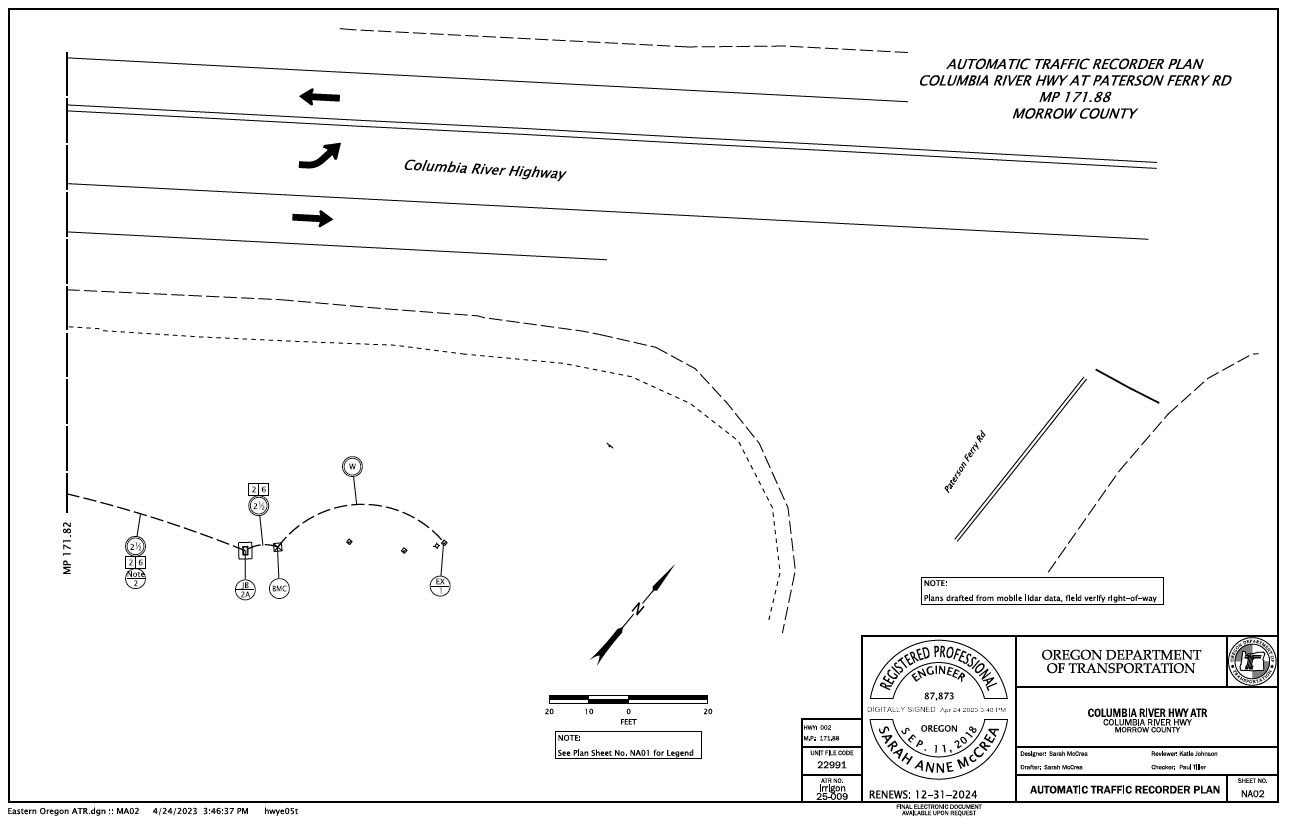 AUTOMATIC TRAFFIC RECORDER PLAN
COLUMBIA RIVER HWY AT PATERSON FERRY RD
MP 171.88
MORROW COUNTY
Columbia River Highway
Paterson Ferry Rd
MP 171.82
W
2 6
2½
2½
2 6
Note
2
JB
2A
BMC
EX
1
N
NOTE:
Plans drafted from mobile lidar data, field verify right-of-way
20 10 0 20
FEET
NOTE:
See Plan Sheet No. NA01 for Legend
HWY: 002
M.P.: 171.88
UNIT FILE CODE
22991
ATR NO.
Irrigon
25-009
REGISTERED PROFESSIONAL
ENGINEER
87,873
DIGITALLY SIGNED Apr 24 2023 3:48 PM
OREGON
SEP. 11, 2018
SARAH ANNE McCREA
RENEWS: 12-31-2024
FINAL ELECTRONIC DOCUMENT
AVAILABLE UPON REQUEST
OREGON DEPARTMENT
OF TRANSPORTATION
OREGON DEPARTMENT OF
TRANSPORTATION
COLUMBIA RIVER HWY ATR
COLUMBIA RIVER HWY
MORROW COUNTY
Designer: Sarah McCrea Reviewer: Katie Johnson
Drafter: Sarah McCrea Checker: Paul Tiller
AUTOMATIC TRAFFIC RECORDER PLAN
SHEET NO.
NA02
Eastern Oregon ATR.dgn :: MA02 4/24/2023 3:46:37 PM hwye05t